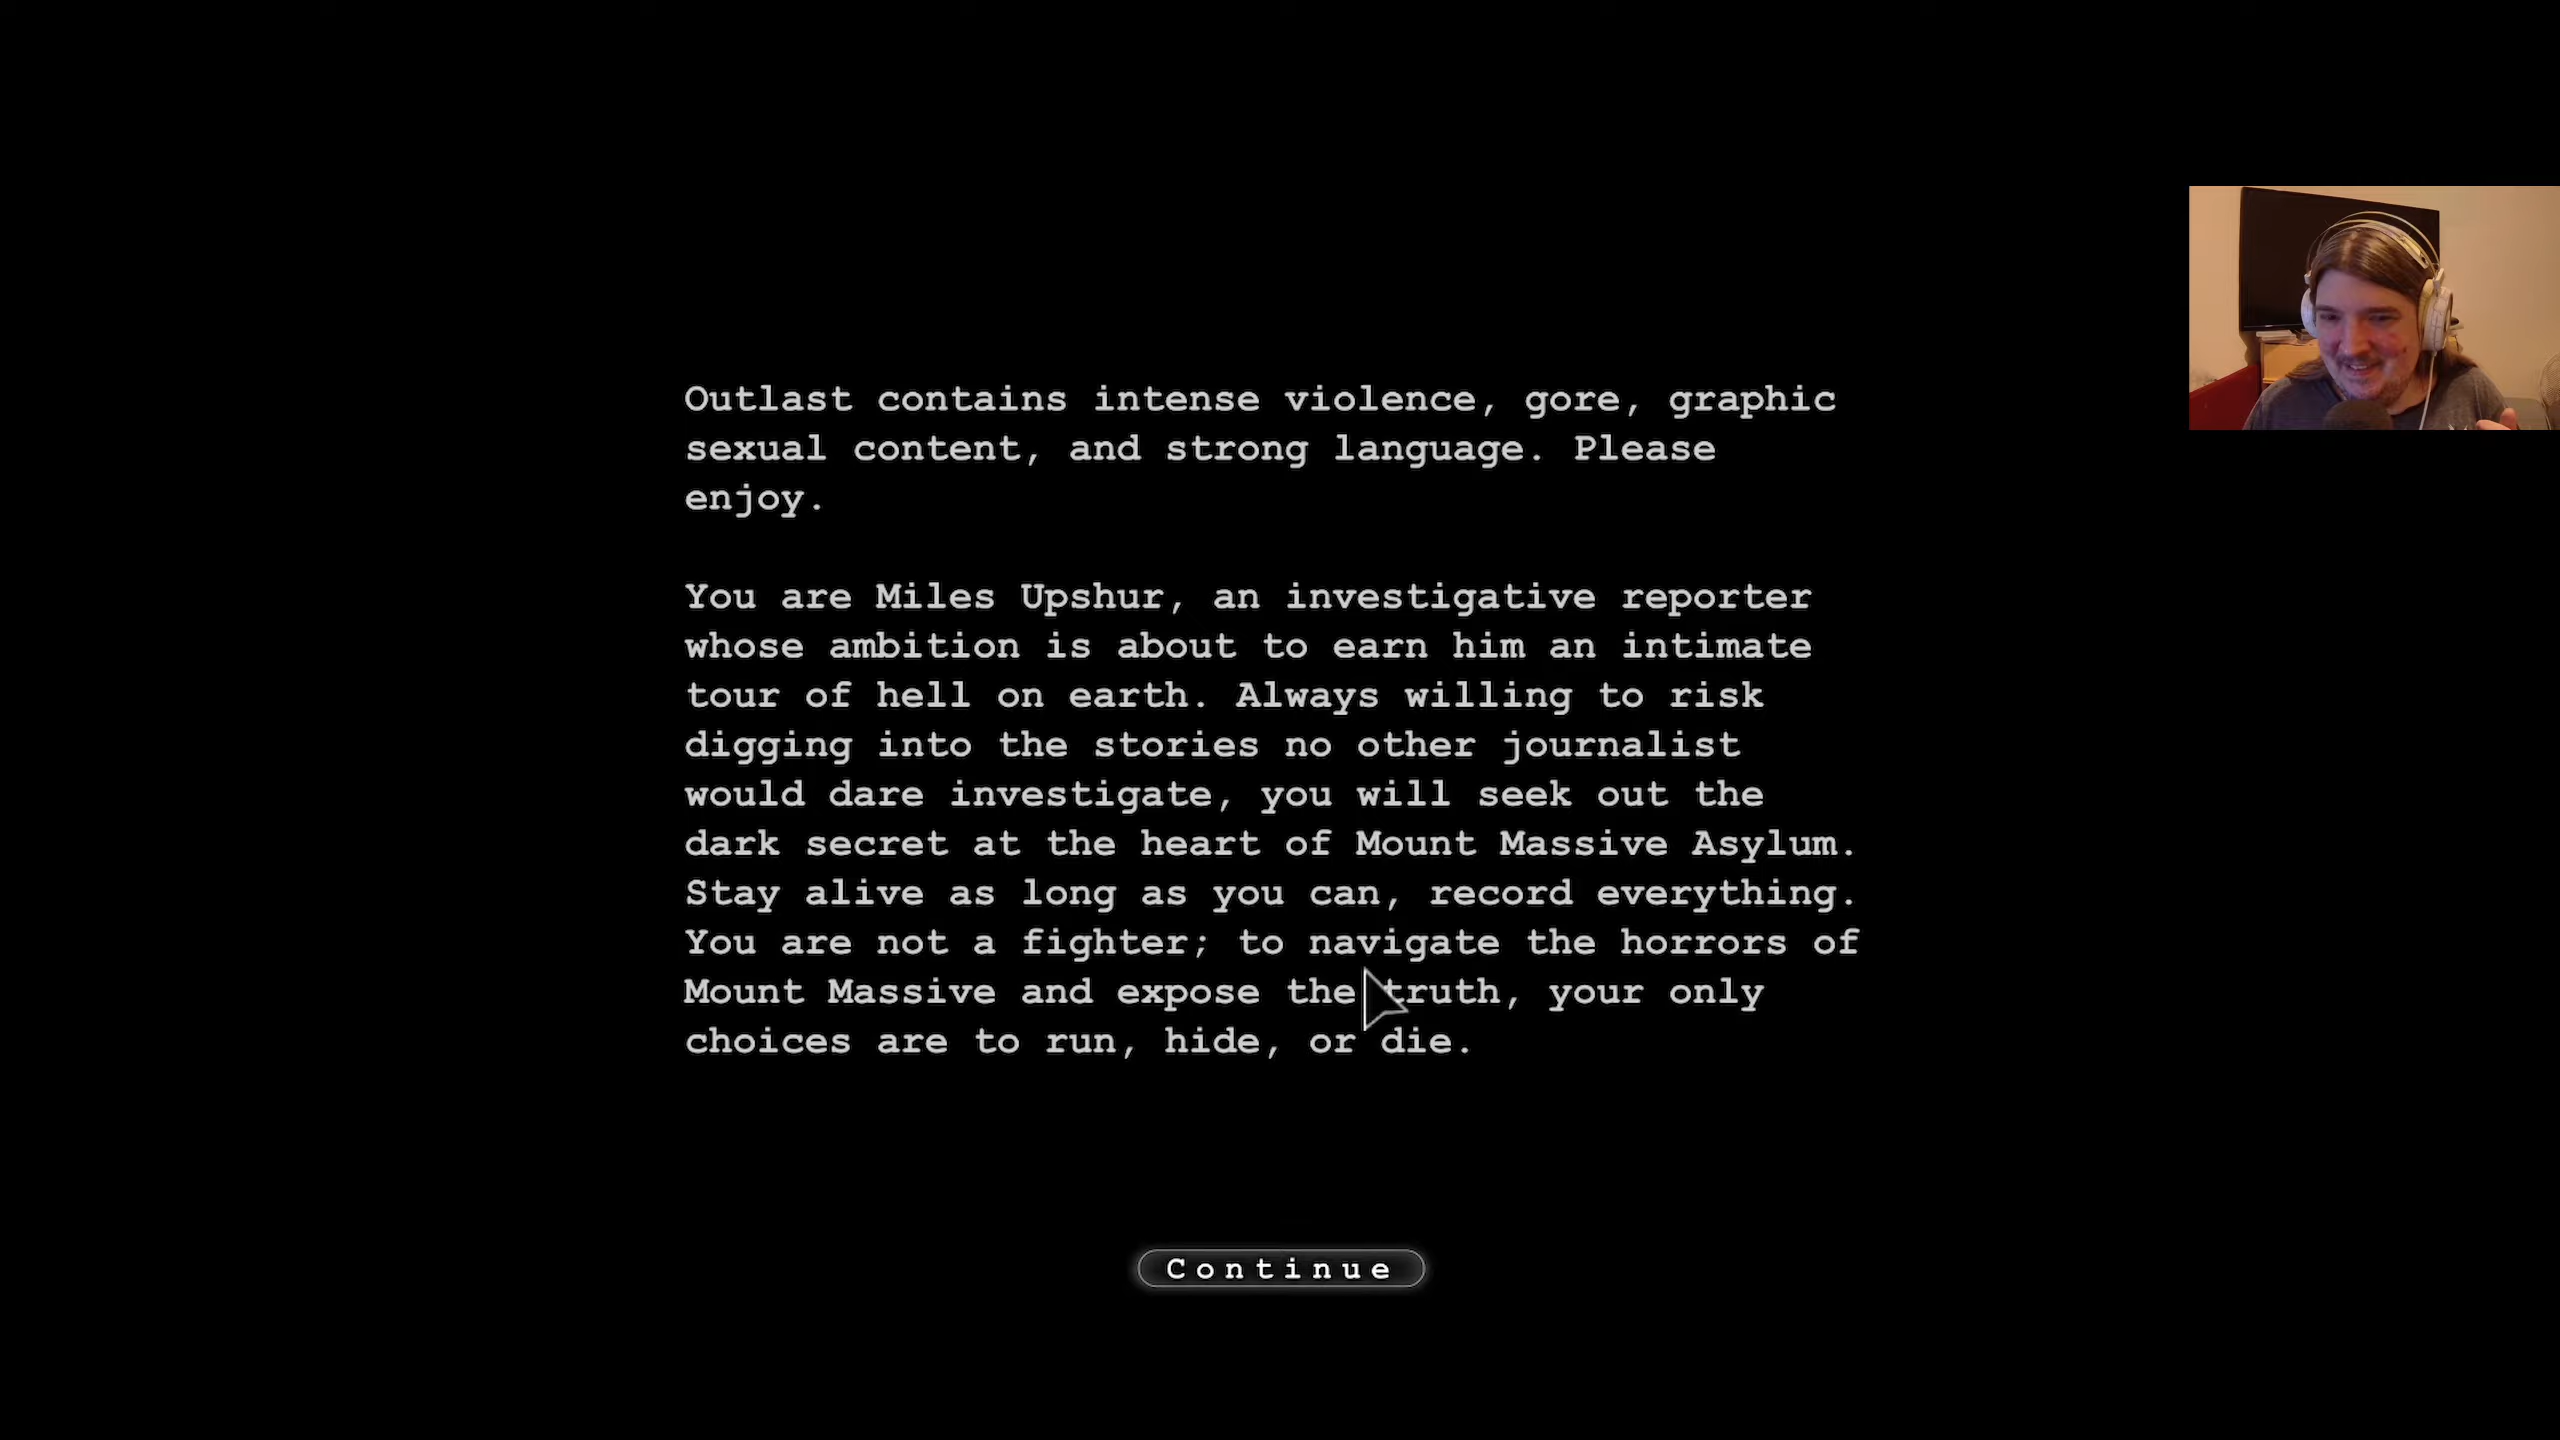 Outlast contains intense violence, gore, graphic
sexual content, and strong language. Please
enjoy.
You are Miles Upshur, an investigative reporter
whose ambition is about to earn him an intimate
tour of hell on earth. Always willing to risk
digging into the stories no other journalist
would dare investigate, you will seek out the
dark secret at the heart of Mount Massive Asylum.
Stay alive as long as you can, record everything.
You are not a fighter; to navigate the horrors of
Mount Massive and expose the truth, your only
choices are to run, hide, or die.
Continue